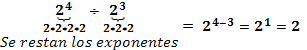 2⁴ ÷ 2³ = 2⁴⁻³ = 2¹ = 2
2•2•2•2 2•2•2
Se restan los exponentes